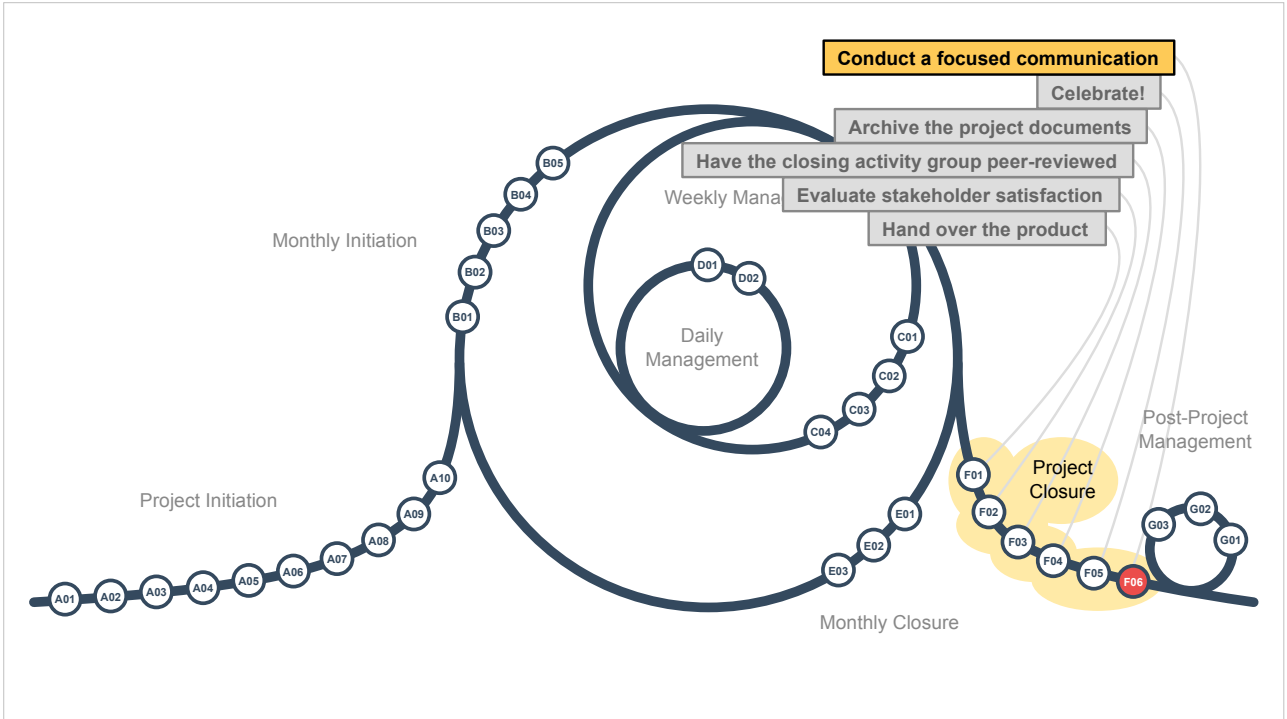 Conduct a focused communication
Celebrate!
Archive the project documents
Have the closing activity group peer-reviewed
Weekly Mana
Evaluate stakeholder satisfaction
Hand over the product
Monthly Initiation
B05
B04
B03
B02
B01
D01
D02
Daily
Management
C01
C02
C03
C04
Post-Project
Management
Project Initiation
A01
A02
A03
A04
A05
A06
A07
A08
A09
A10
E01
E02
E03
Monthly Closure
Project
Closure
F01
F02
F03
F04
F05
F06
G03
G02
G01